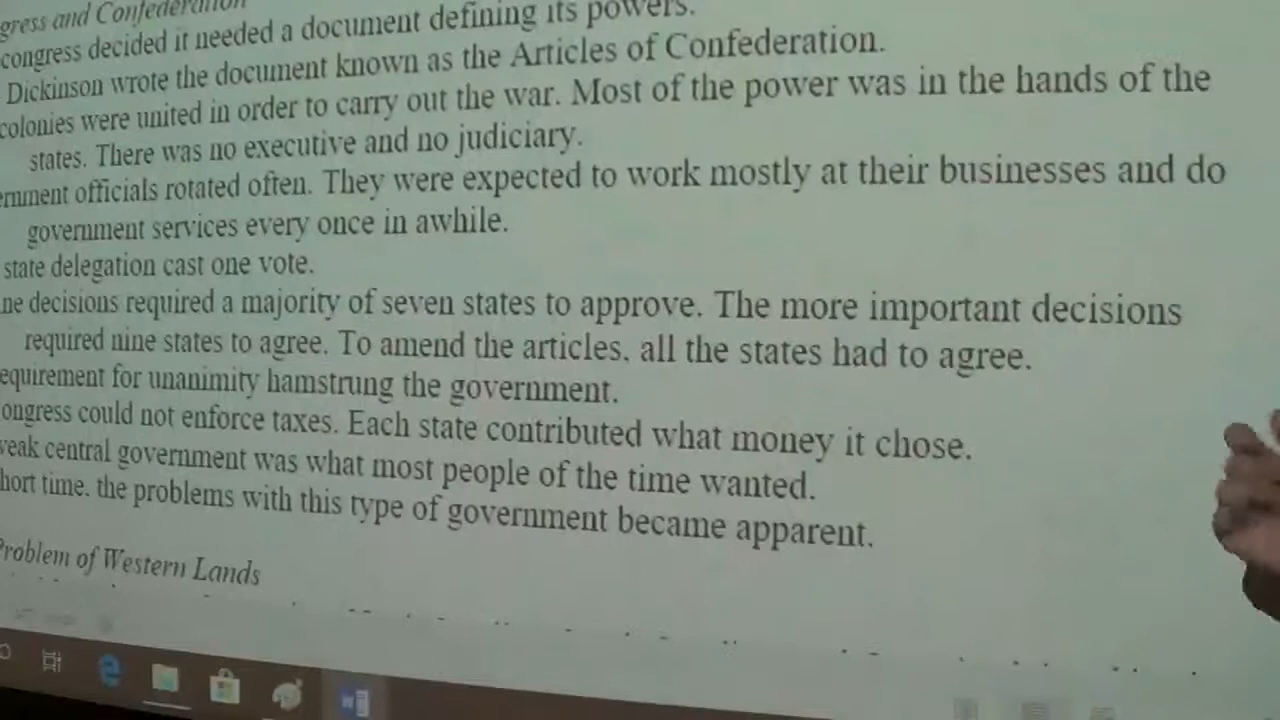 gress and Confederation
congress decided it needed a document defining its powers.
Dickinson wrote the document known as the Articles of Confederation.
colonies were united in order to carry out the war. Most of the power was in the hands of the
states. There was no executive and no judiciary.
ernment officials rotated often. They were expected to work mostly at their businesses and do
government services every once in awhile.
state delegation cast one vote.
ne decisions required a majority of seven states to approve. The more important decisions
required nine states to agree. To amend the articles, all the states had to agree.
equirement for unanimity hamstrung the government.
ongress could not enforce taxes. Each state contributed what money it chose.
weak central government was what most people of the time wanted.
hort time, the problems with this type of government became apparent.
Problem of Western Lands